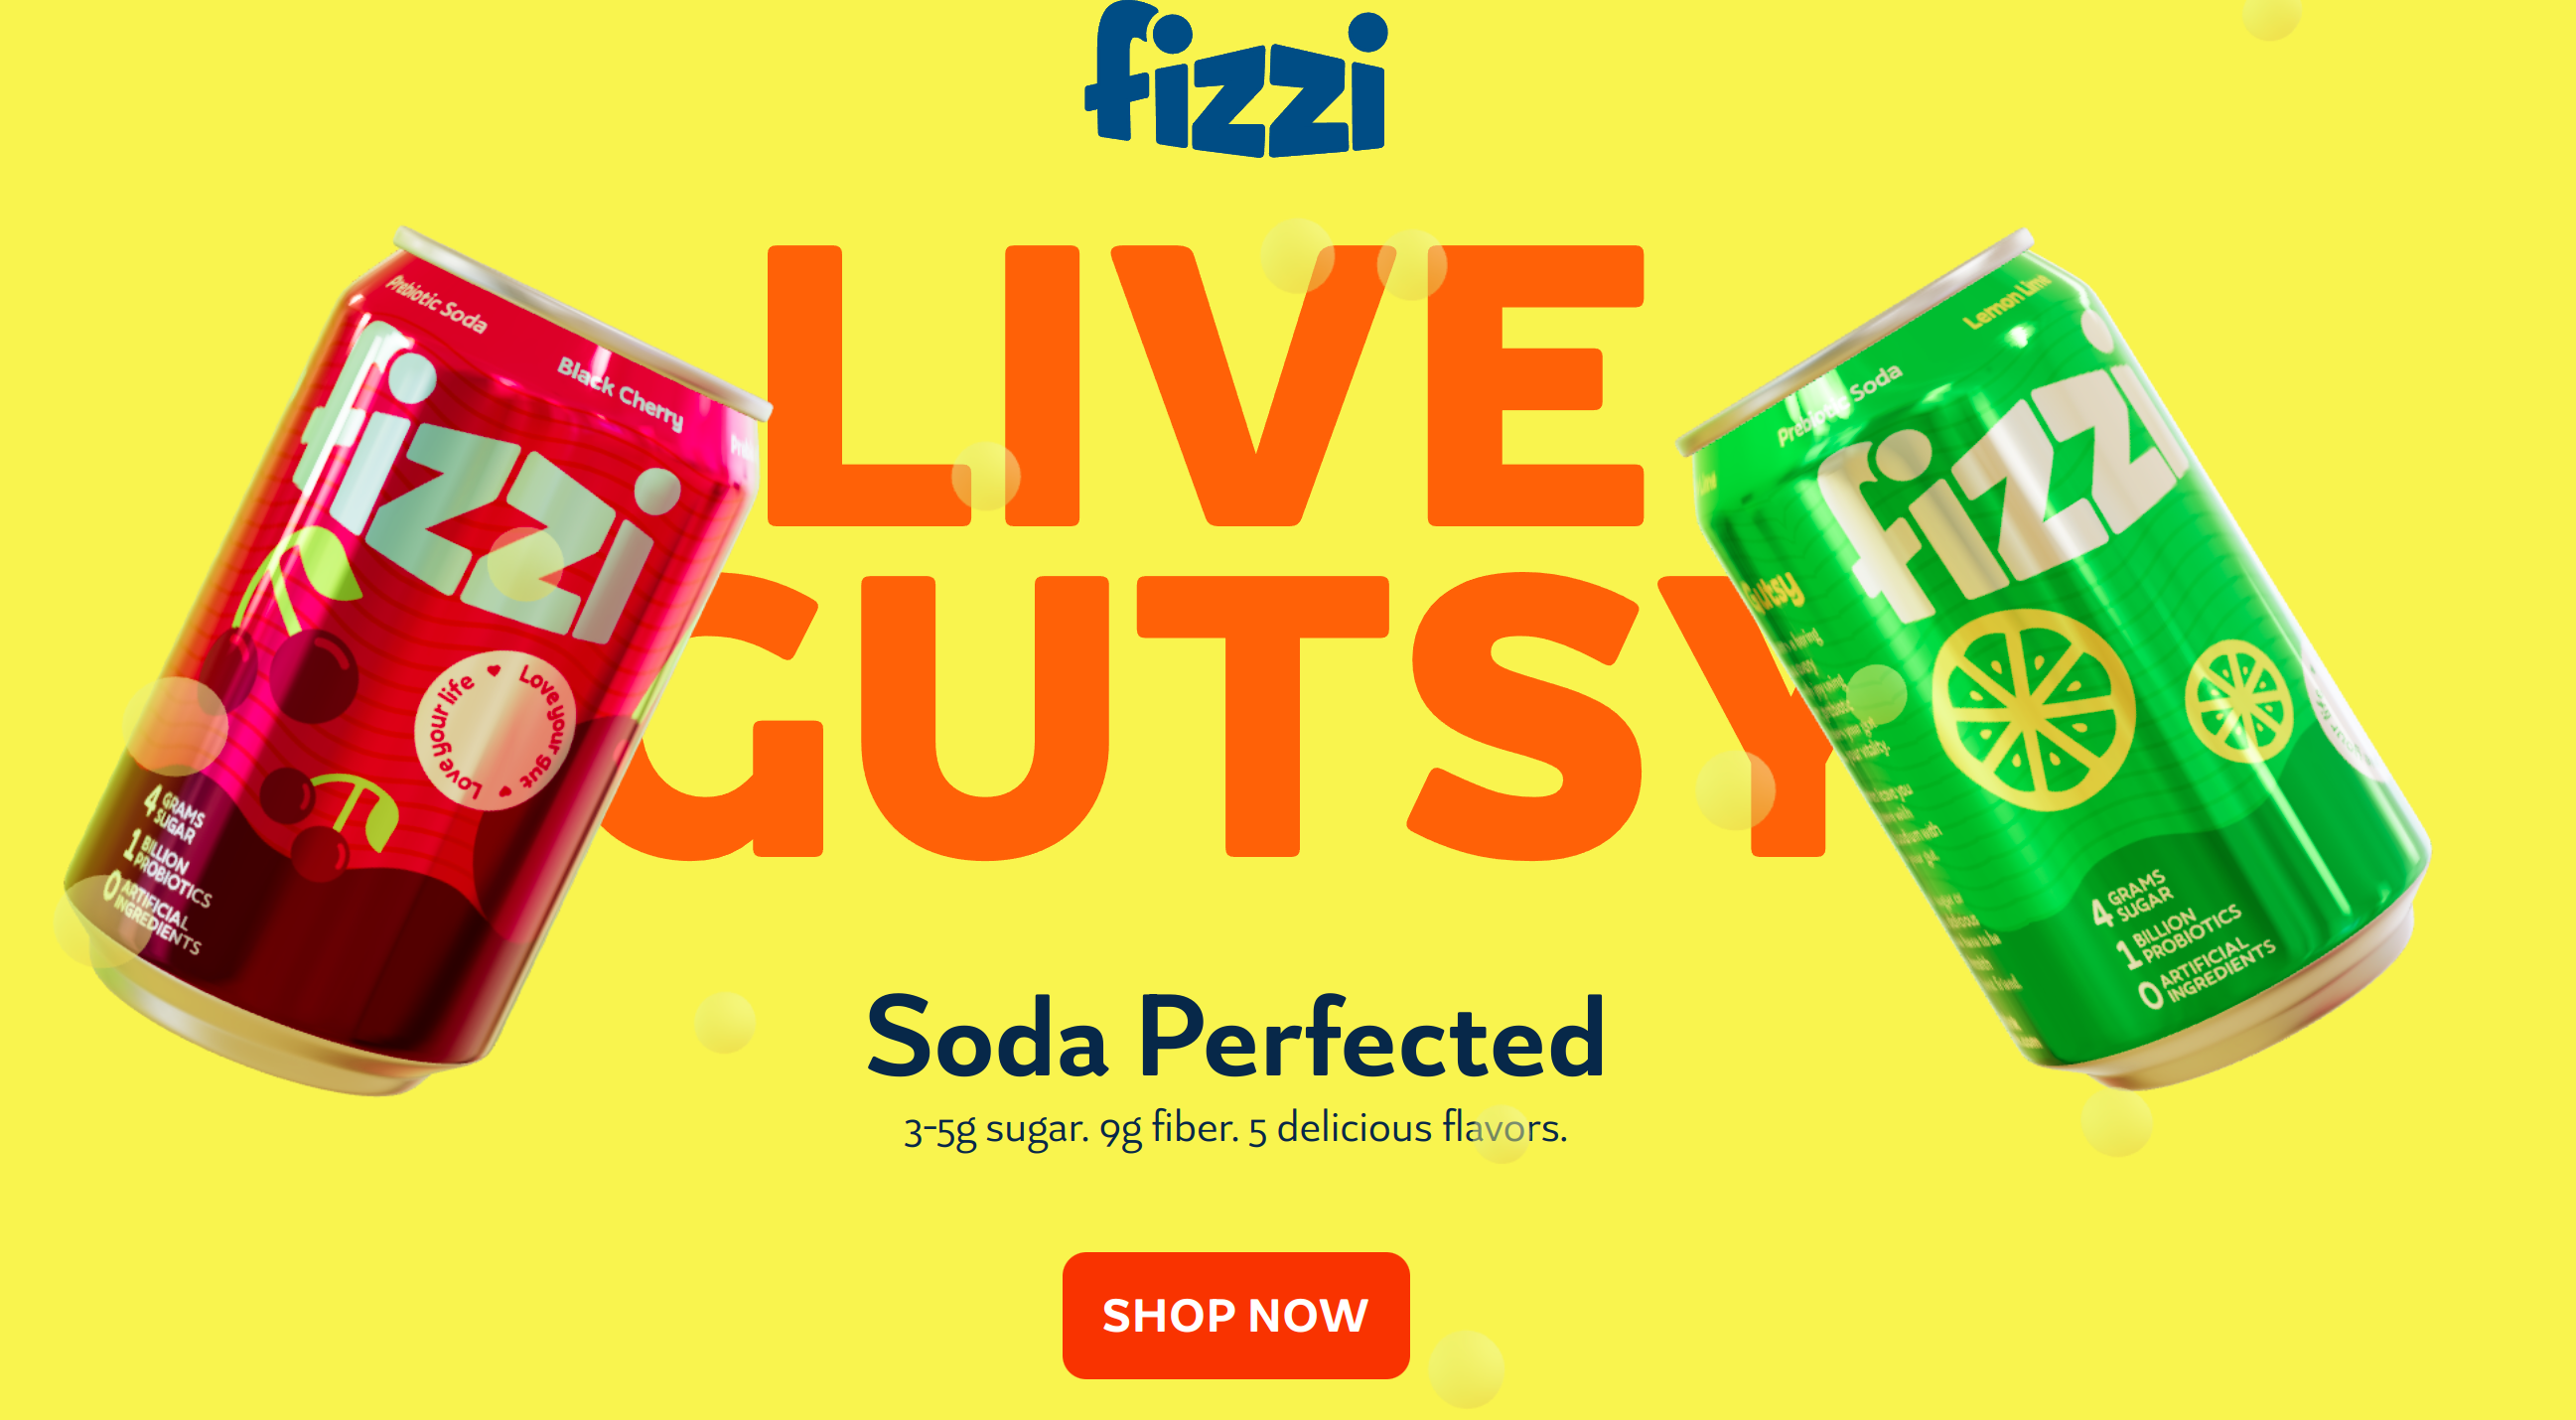 fizzi
LIVE
GUTSY
Prebiotic Soda
Black Cherry
fizzi
Love your gut
Love your life
4 GRAMS
SUGAR
1 BILLION
PROBIOTICS
0 ARTIFICIAL
INGREDIENTS
Prebiotic Soda
Lemon Lime
fizzi
Gutsy
4 GRAMS
SUGAR
1 BILLION
PROBIOTICS
0 ARTIFICIAL
INGREDIENTS
Soda Perfected
3-5g sugar. 9g fiber. 5 delicious flavors.
SHOP NOW